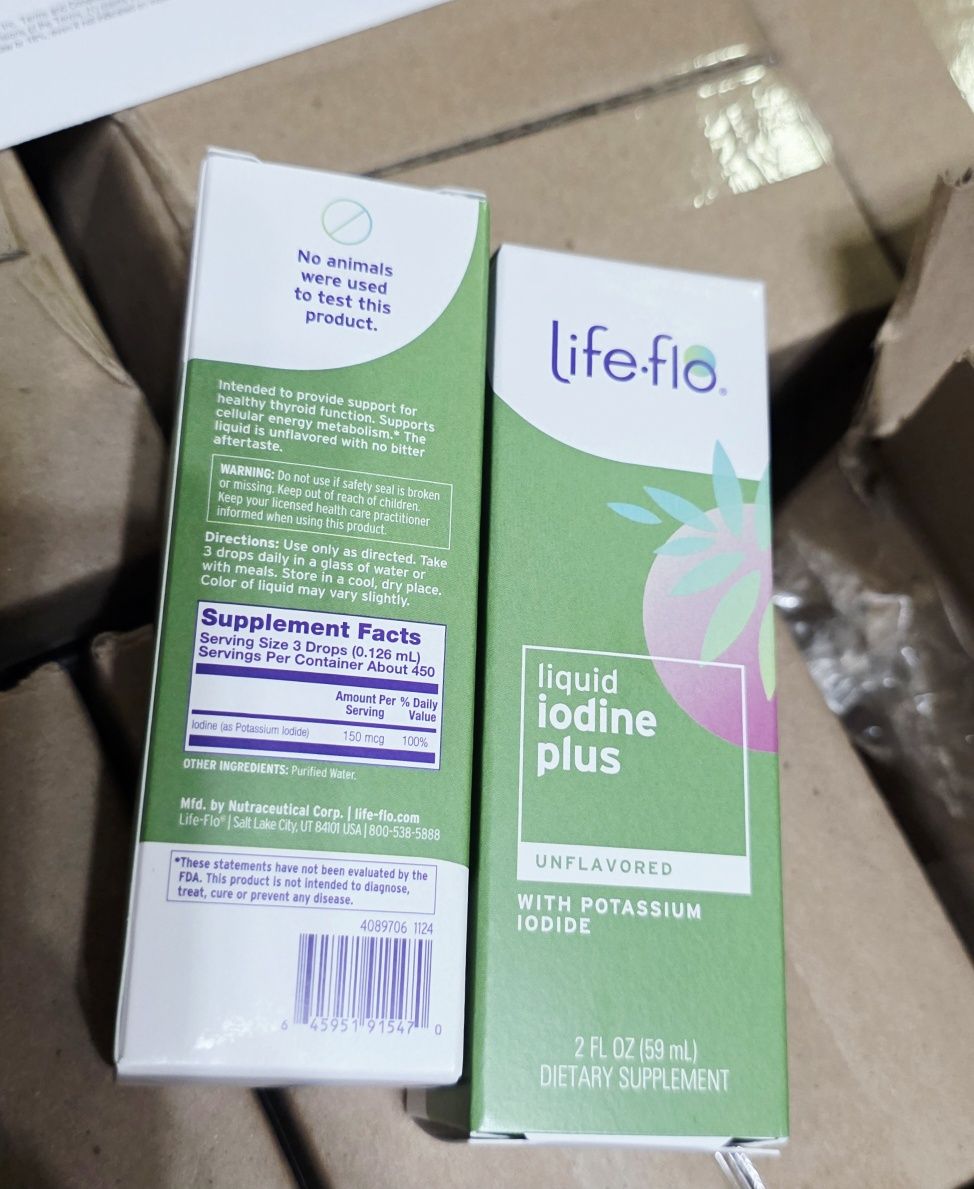 No animals
were used
to test this
product.
Intended to provide support for
healthy thyroid function. Supports
cellular energy metabolism.* The
liquid is unflavored with no bitter
aftertaste.
WARNING: Do not use if safety seal is broken
or missing. Keep out of reach of children.
Keep your licensed health care practitioner
informed when using this product.
Directions: Use only as directed. Take
3 drops daily in a glass of water or
with meals. Store in a cool, dry place.
Color of liquid may vary slightly.
Supplement Facts
Serving Size 3 Drops (0.126 mL)
Servings Per Container About 450
Amount Per % Daily
Serving Value
Iodine (as Potassium Iodide) 150 mcg 100%
OTHER INGREDIENTS: Purified Water.
Mfd. by Nutraceutical Corp. | life-flo.com
Life-Flo® | Salt Lake City, UT 84101 USA | 800-538-5888
*These statements have not been evaluated by the
FDA. This product is not intended to diagnose,
treat, cure or prevent any disease.
4089706 1124
6 45951 91547 0
life·flo®
liquid
iodine
plus
UNFLAVORED
WITH POTASSIUM
IODIDE
2 FL OZ (59 mL)
DIETARY SUPPLEMENT